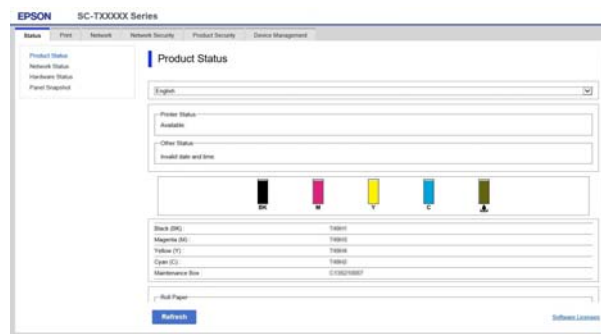 EPSON SC-TXXXXX Series
Status Print Network Network Security Product Security Device Management
Product Status
Network Status
Hardware Status
Panel Snapshot
Product Status
English
Printer Status
Available
Other Status
Invalid date and time.
BK M Y C
Black (BK) :
Magenta (M) :
Yellow (Y) :
Cyan (C) :
Maintenance Box :
Roll Paper
Refresh
Software Licenses